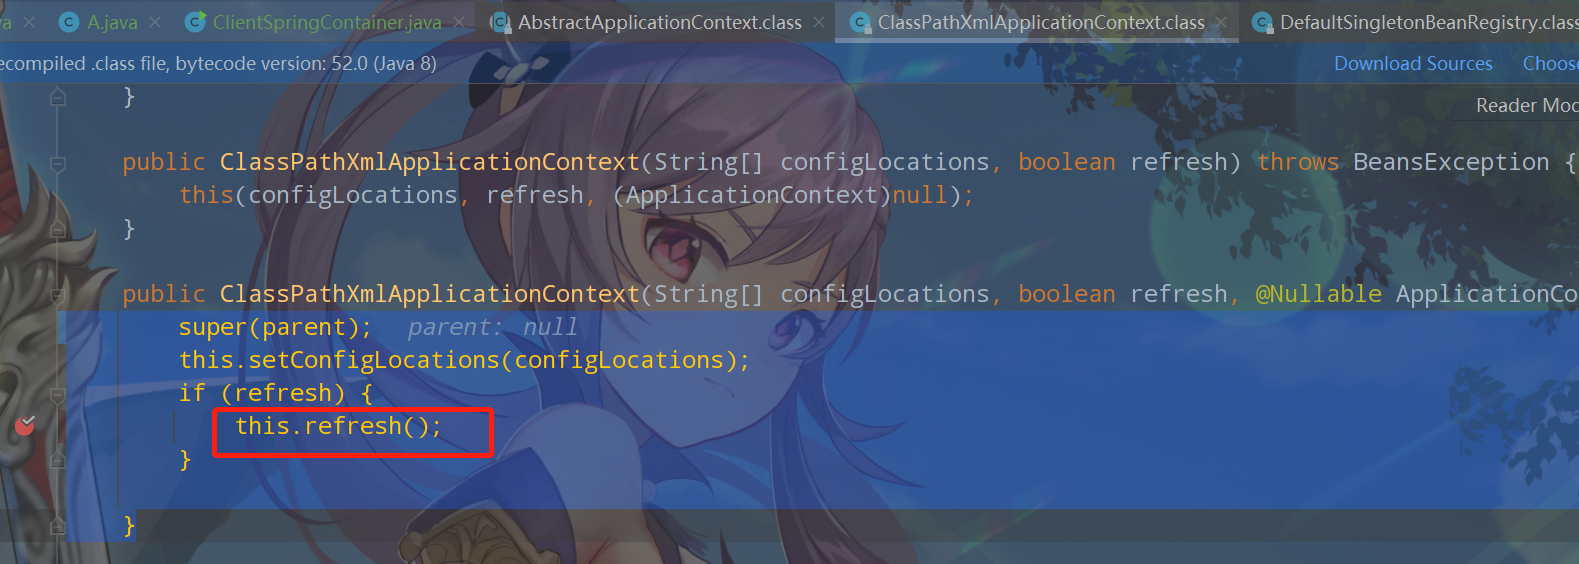 va A.java ClientSpringContainer.java AbstractApplicationContext.class ClassPathXmlApplicationContext.class DefaultSingletonBeanRegistry.class
ecompiled .class file, bytecode version: 52.0 (Java 8) Download Sources Choose
}
Reader Mod
public ClassPathXmlApplicationContext(String[] configLocations, boolean refresh) throws BeansException {
this(configLocations, refresh, (ApplicationContext)null);
}
public ClassPathXmlApplicationContext(String[] configLocations, boolean refresh, @Nullable ApplicationCo
super(parent); parent: null
this.setConfigLocations(configLocations);
if (refresh) {
this.refresh();
}
}